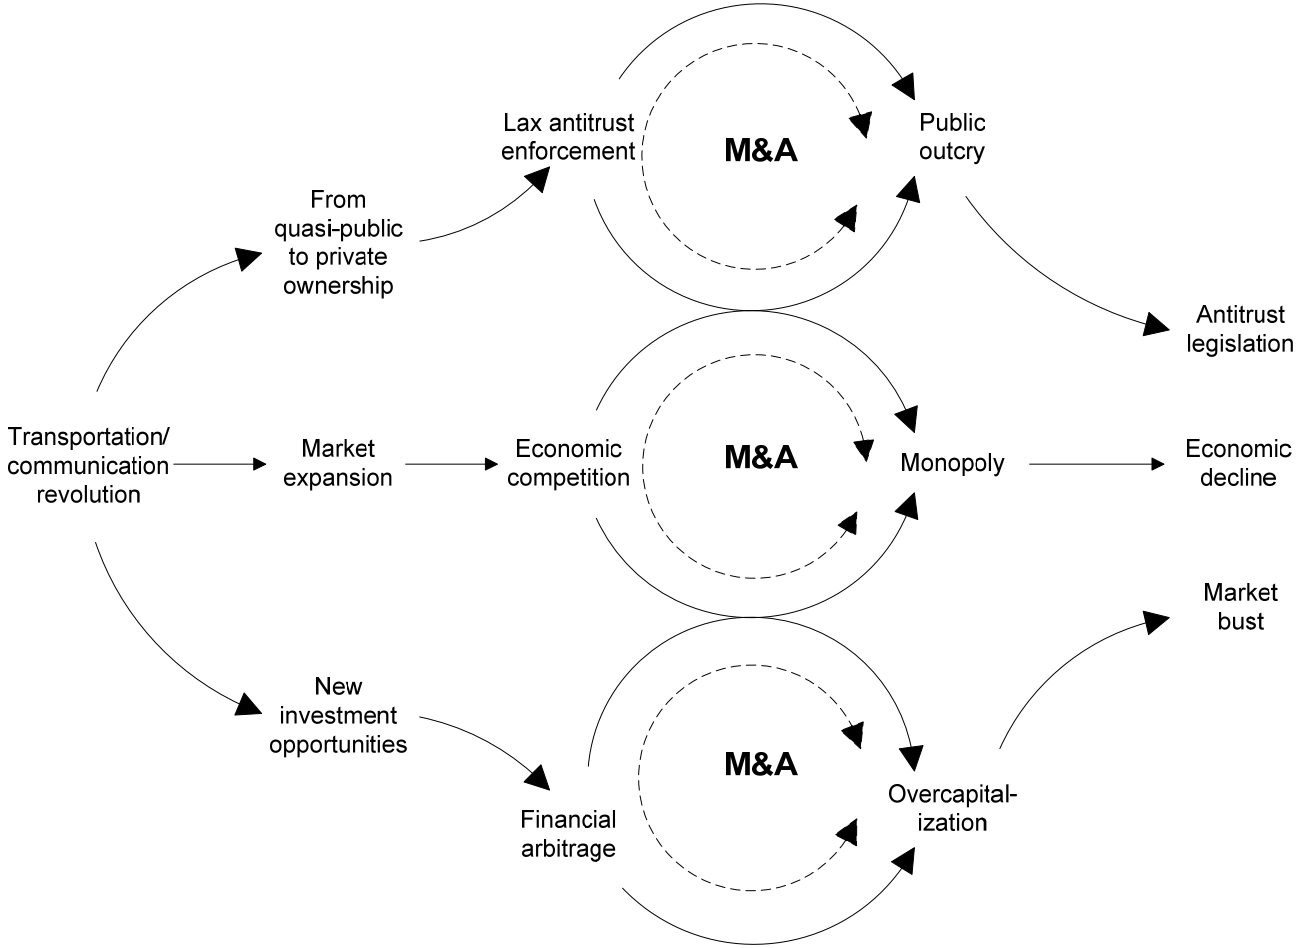 Lax antitrust
enforcement
M&A
Public
outcry
From
quasi-public
to private
ownership
Antitrust
legislation
Transportation/
communication
revolution
Market
expansion
Economic
competition
M&A
Monopoly
Economic
decline
Market
bust
New
investment
opportunities
Financial
arbitrage
M&A
Overcapital-
ization